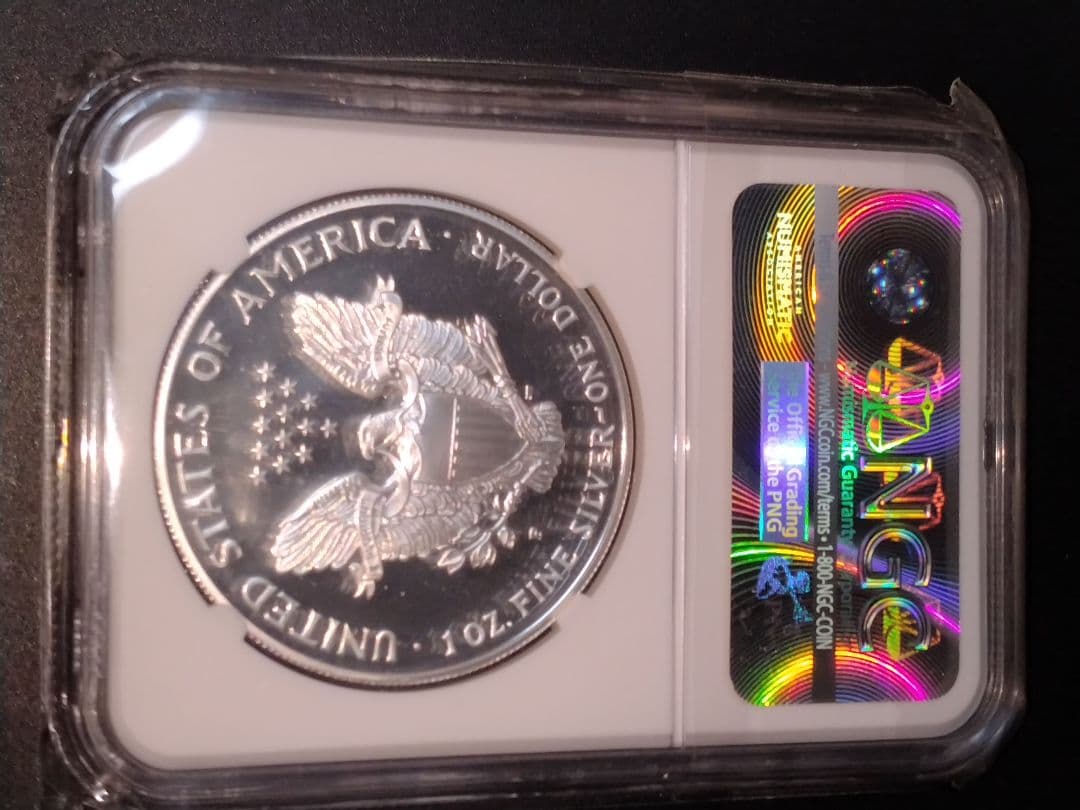 UNITED STATES OF AMERICA
1 OZ. FINE SILVER-ONE DOLLAR
NGC
Numismatic Guaranty
www.NGCcoin.com/terms • 1-800-NGC-COIN
Official Grading
Service of the PNG
NUMISMATIC